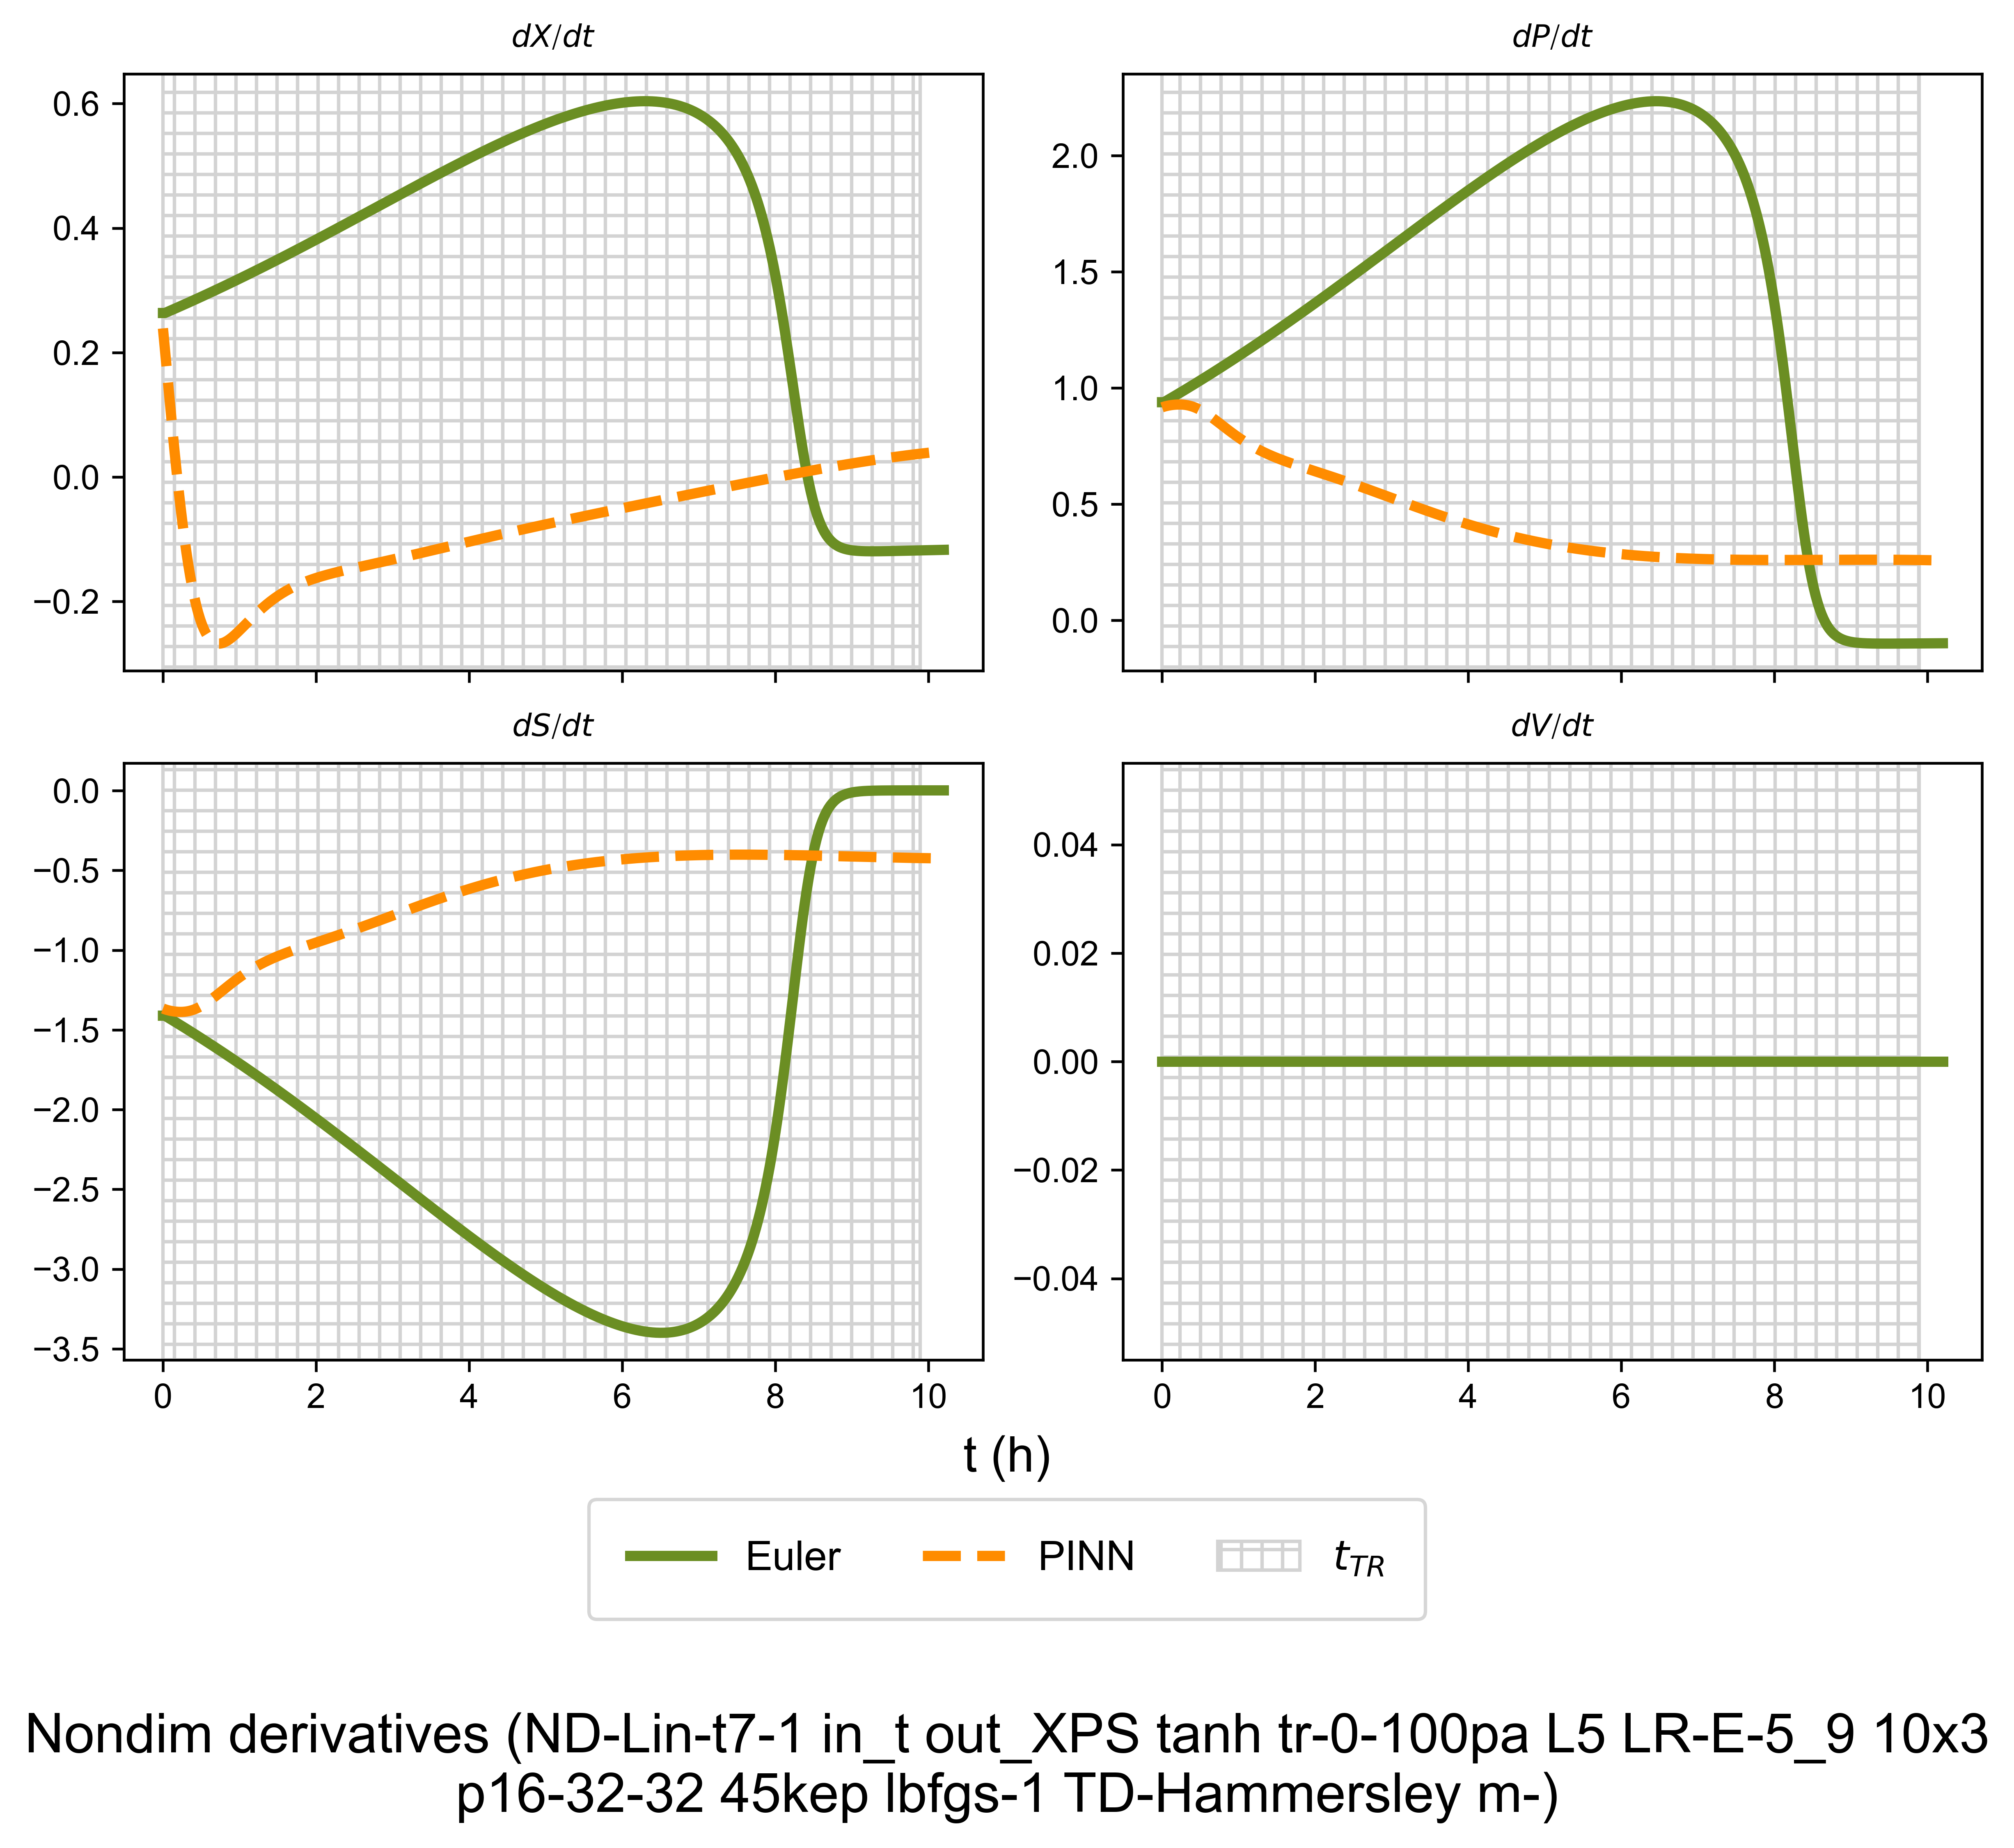 dX/dt
dP/dt
0.6
0.4
0.2
0.0
−0.2
2.0
1.5
1.0
0.5
0.0
dS/dt
dV/dt
0.0
−0.5
−1.0
−1.5
−2.0
−2.5
−3.0
−3.5
0.04
0.02
0.00
−0.02
−0.04
0 2 4 6 8 10
0 2 4 6 8 10
t (h)
Euler PINN t_{TR}
Nondim derivatives (ND-Lin-t7-1 in_t out_XPS tanh tr-0-100pa L5 LR-E-5_9 10x3
p16-32-32 45kep lbfgs-1 TD-Hammersley m-)